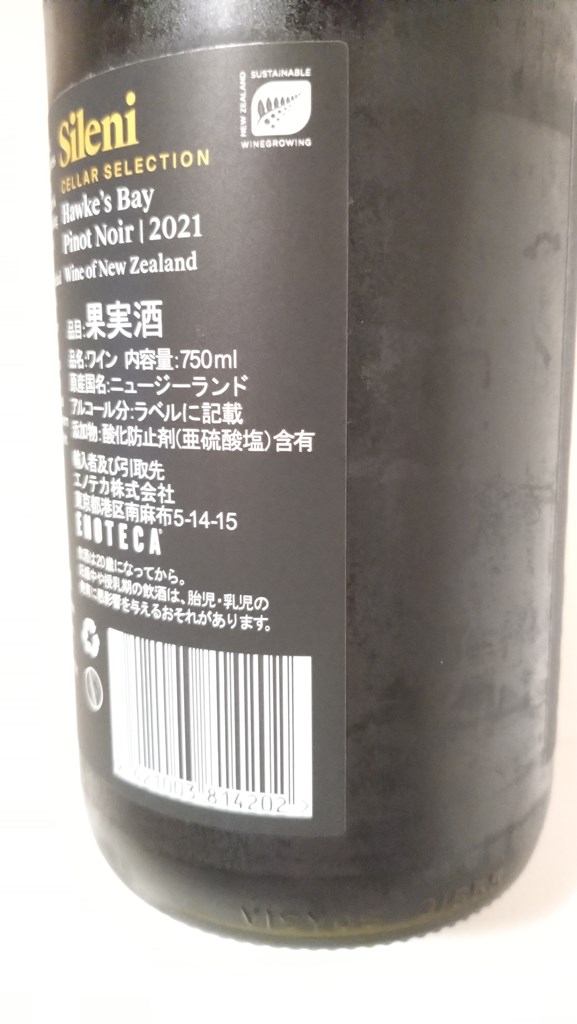 SUSTAINABLE
NEW ZEALAND
WINEGROWING
Sileni
CELLAR SELECTION
Hawke's Bay
Pinot Noir | 2021
Wine of New Zealand
品目:果実酒
品名:ワイン 内容量:750ml
原産国名:ニュージーランド
アルコール分:ラベルに記載
添加物:酸化防止剤(亜硫酸塩)含有
輸入者及び引取先
エノテカ株式会社
東京都港区南麻布5-14-15
ENOTECA
飲酒は20歳になってから。
妊娠中や授乳期の飲酒は、胎児・乳児の
発育に悪影響を与えるおそれがあります。
814202 >